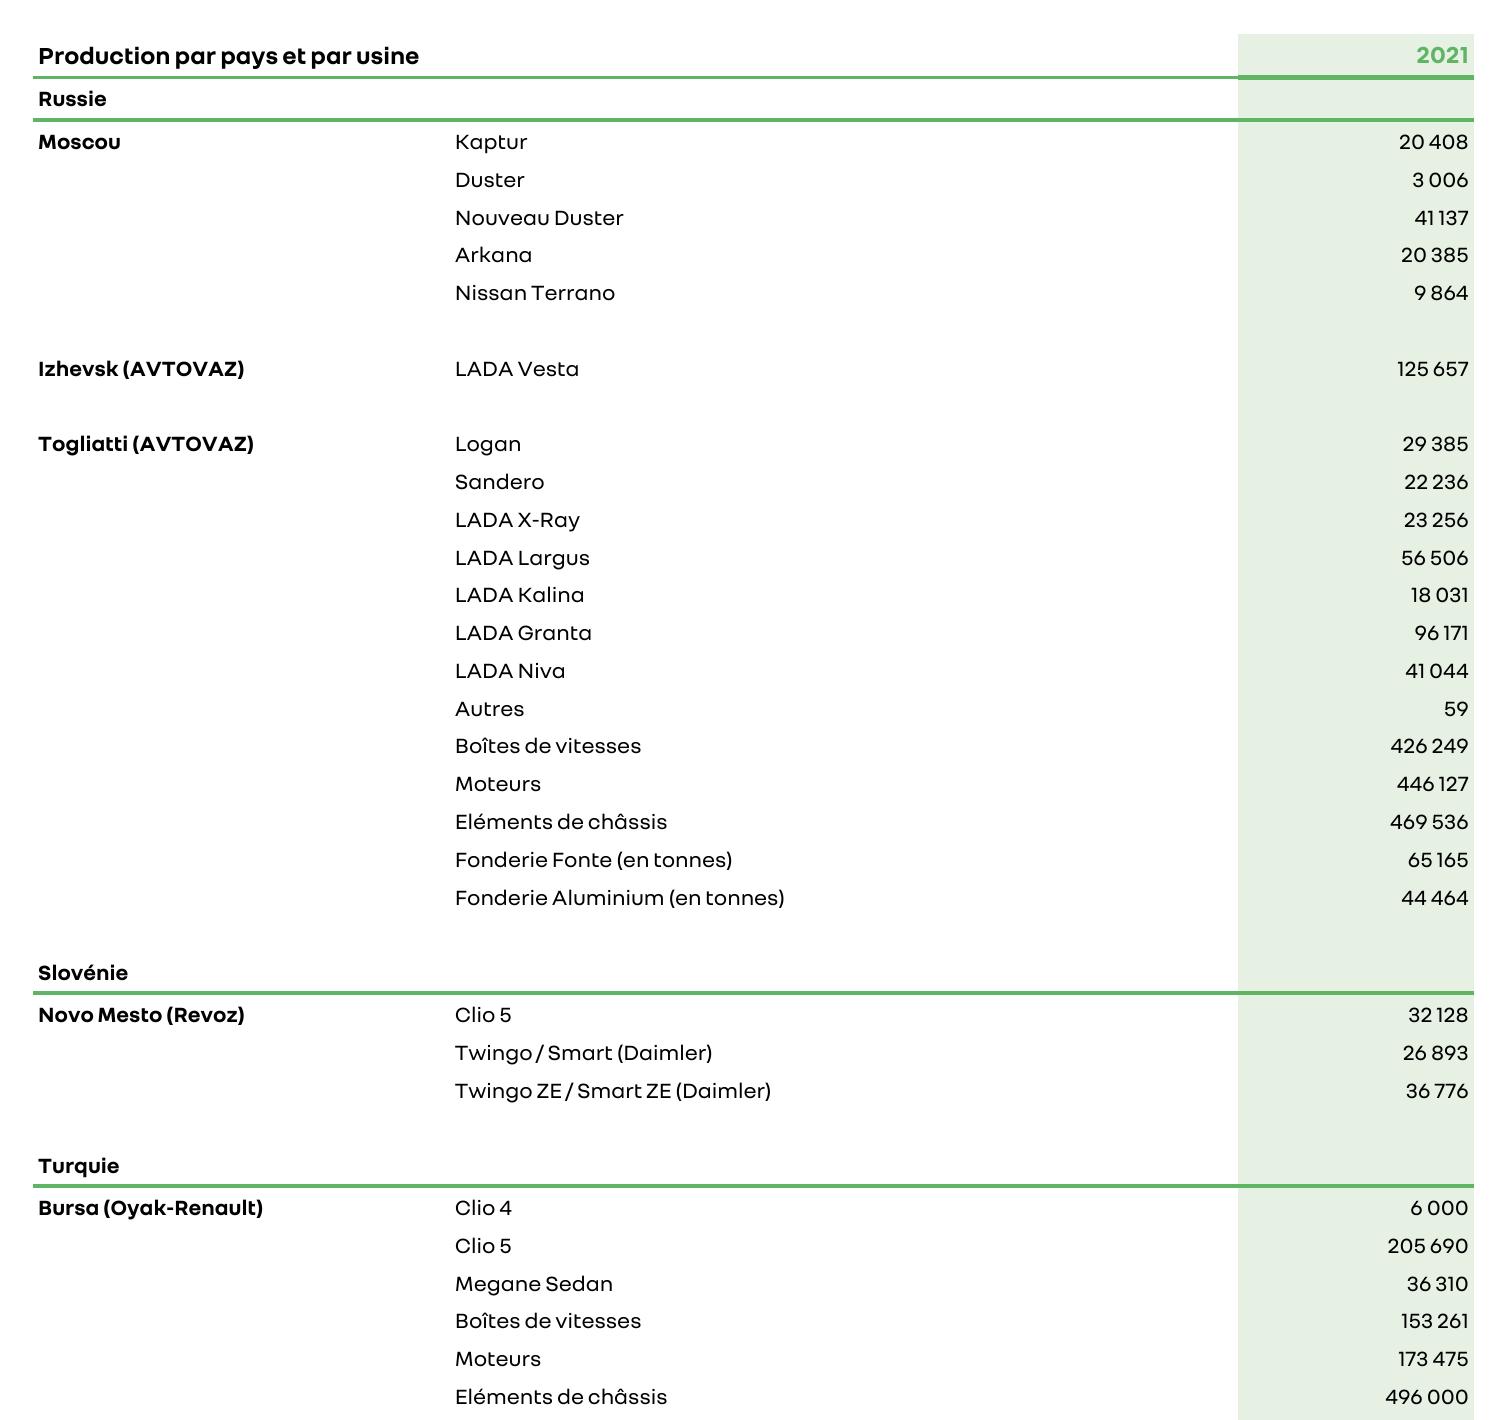 Production par pays et par usine 2021
Russie
Moscou Kaptur 20 408
Duster 3 006
Nouveau Duster 41 137
Arkana 20 385
Nissan Terrano 9 864
Izhevsk (AVTOVAZ) LADA Vesta 125 657
Togliatti (AVTOVAZ) Logan 29 385
Sandero 22 236
LADA X-Ray 23 256
LADA Largus 56 506
LADA Kalina 18 031
LADA Granta 96 171
LADA Niva 41 044
Autres 59
Boîtes de vitesses 426 249
Moteurs 446 127
Eléments de châssis 469 536
Fonderie Fonte (en tonnes) 65 165
Fonderie Aluminium (en tonnes) 44 464
Slovénie
Novo Mesto (Revoz) Clio 5 32 128
Twingo / Smart (Daimler) 26 893
Twingo ZE / Smart ZE (Daimler) 36 776
Turquie
Bursa (Oyak-Renault) Clio 4 6 000
Clio 5 205 690
Megane Sedan 36 310
Boîtes de vitesses 153 261
Moteurs 173 475
Eléments de châssis 496 000